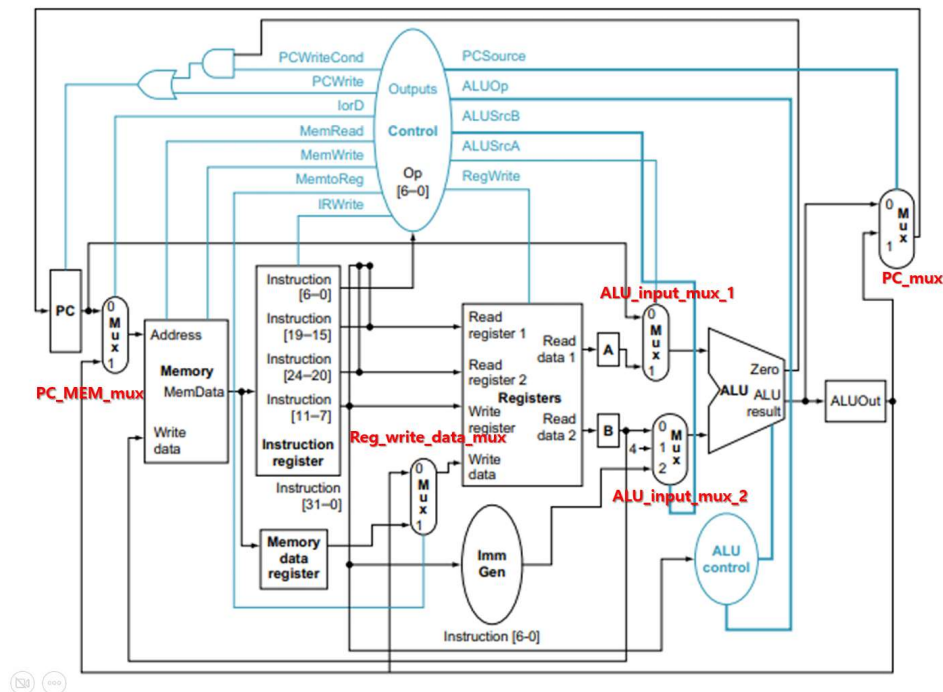 PCWriteCond
PCWrite
IorD
MemRead
MemWrite
MemtoReg
IRWrite
Outputs
Control
Op
[6–0]
PCSource
ALUOp
ALUSrcB
ALUSrcA
RegWrite
0
M
u
x
1
PC_mux
PC
0
M
u
x
1
PC_MEM_mux
Address
Memory
MemData
Write
data
Instruction
[6–0]
Instruction
[19–15]
Instruction
[24–20]
Instruction
[11–7]
Instruction
register
Instruction
[31–0]
Memory
data
register
Reg_write_data_mux
0
M
u
x
1
Read
register 1
Read
register 2
Registers
Write
register
Write
data
Read
data 1
Read
data 2
A
B
ALU_input_mux_1
0
M
u
x
1
4
0
1
2
M
u
x
ALU_input_mux_2
Imm
Gen
Instruction [6-0]
ALU
Zero
ALU
result
ALUOut
ALU
control